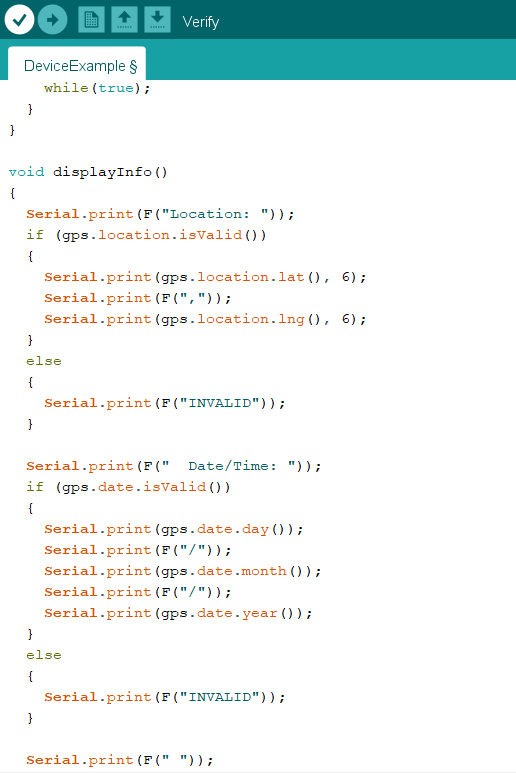 Verify
DeviceExample §
    while(true);
  }
}

void displayInfo()
{
  Serial.print(F("Location: "));
  if (gps.location.isValid())
  {
    Serial.print(gps.location.lat(), 6);
    Serial.print(F(","));
    Serial.print(gps.location.lng(), 6);
  }
  else
  {
    Serial.print(F("INVALID"));
  }

  Serial.print(F("  Date/Time: "));
  if (gps.date.isValid())
  {
    Serial.print(gps.date.day());
    Serial.print(F("/"));
    Serial.print(gps.date.month());
    Serial.print(F("/"));
    Serial.print(gps.date.year());
  }
  else
  {
    Serial.print(F("INVALID"));
  }

  Serial.print(F(" "));